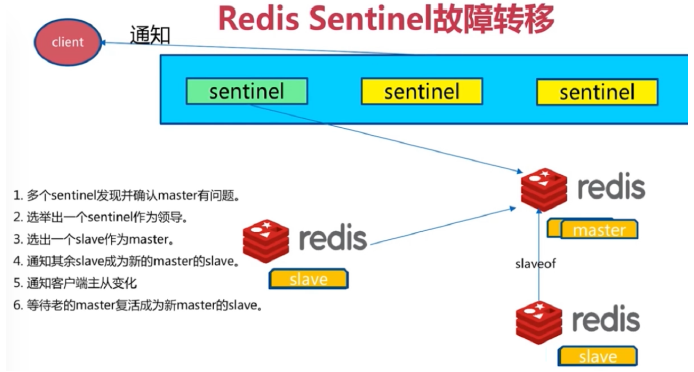 Redis Sentinel故障转移
client
通知
sentinel
sentinel
sentinel
1. 多个sentinel发现并确认master有问题。
2. 选举出一个sentinel作为领导。
3. 选出一个slave作为master。
4. 通知其余slave成为新的master的slave。
5. 通知客户端主从变化
6. 等待老的master复活成为新master的slave。
redis
slave
redis
master
slaveof
redis
slave